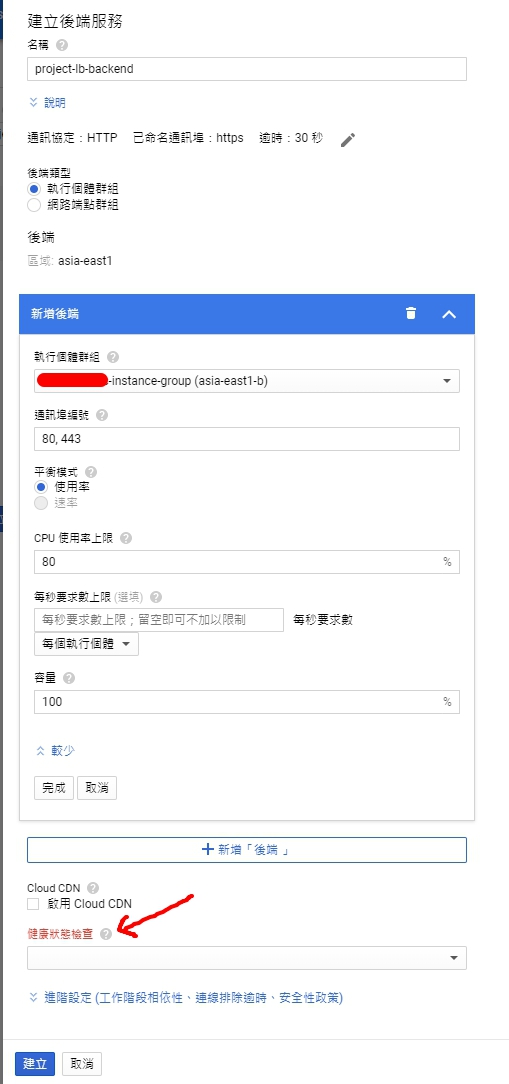 建立後端服務
名稱
project-lb-backend
說明
通訊協定：HTTP 已命名通訊埠：https 逾時：30 秒
後端類型
執行個體群組
網路端點群組
後端
區域: asia-east1
新增後端
執行個體群組
-instance-group (asia-east1-b)
通訊埠編號
80, 443
平衡模式
使用率
速率
CPU 使用率上限
80 %
每秒要求數上限 (選填)
每秒要求數上限；留空即可不加以限制 每秒要求數
每個執行個體
容量
100 %
較少
完成 取消
新增「後端 」
Cloud CDN
啟用 Cloud CDN
健康狀態檢查
進階設定 (工作階段相依性、連線排除逾時、安全性政策)
建立 取消